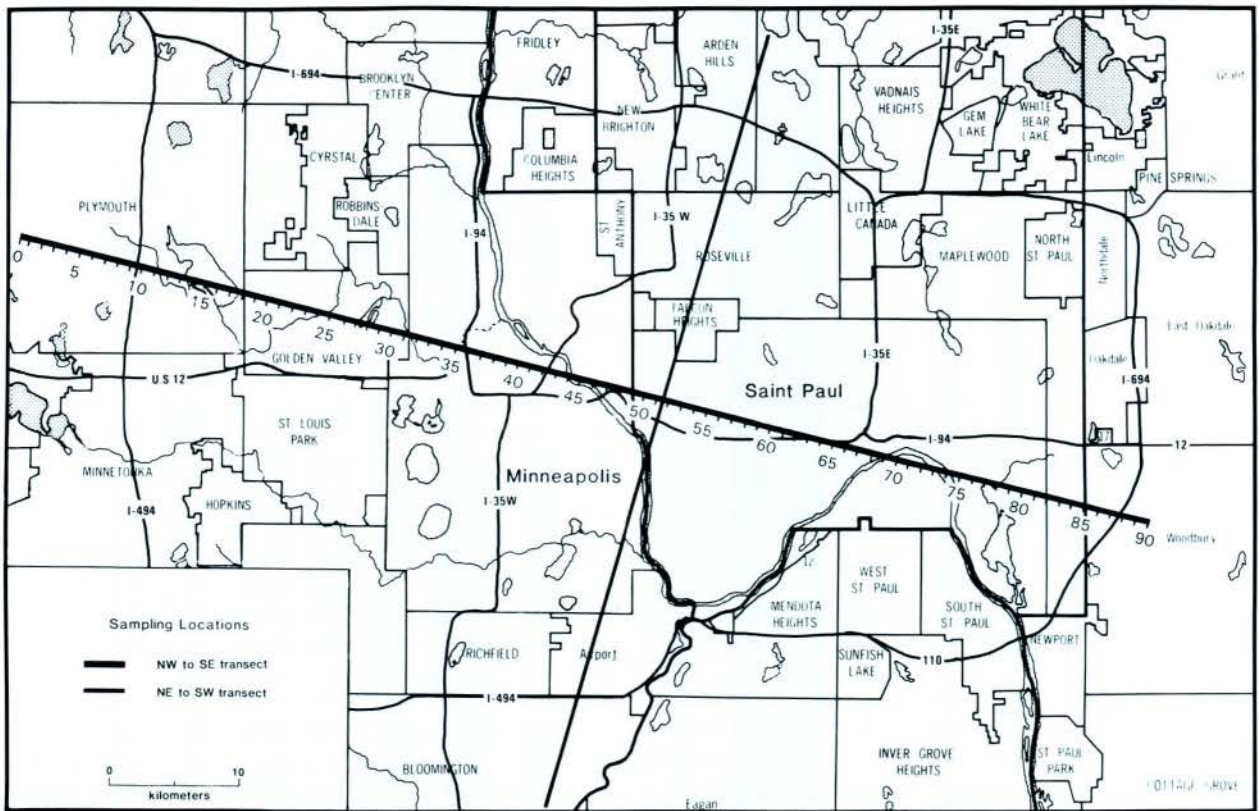 I-35E
FRIDLEY
ARDEN
HILLS
I-694
BROOKLYN
CENTER
VADNAIS
HEIGHTS
Grant
NEW
BRIGHTON
GEM
LAKE
WHITE
BEAR
LAKE
CYRSTAL
COLUMBIA
HEIGHTS
Lincoln
PINE SPRINGS
PLYMOUTH
ROBBINS-
DALE
I-94
ST
ANTHONY
I-35 W
ROSEVILLE
LITTLE
CANADA
MAPLEWOOD
NORTH
ST PAUL
Northdale
FALCON
HEIGHTS
I-35E
East Oakdale
Oakdale
I-694
GOLDEN VALLEY
U.S 12
0 5 10 15 20 25 30 35 40 45 50 55 60 65 70 75 80 85 90
Saint Paul
ST LOUIS
PARK
I-94
12
Minneapolis
MINNETONKA
HOPKINS
I-35W
I-494
Woodbury
12
WEST
ST PAUL
MENDOTA
HEIGHTS
SOUTH
ST PAUL
NEWPORT
RICHFIELD
Airport
SUNFISH
LAKE
110
I-494
BLOOMINGTON
INVER GROVE
HEIGHTS
ST PAUL
PARK
COTTAGE GROVE
Eagan
Sampling Locations
NW to SE transect
NE to SW transect
0 10
kilometers